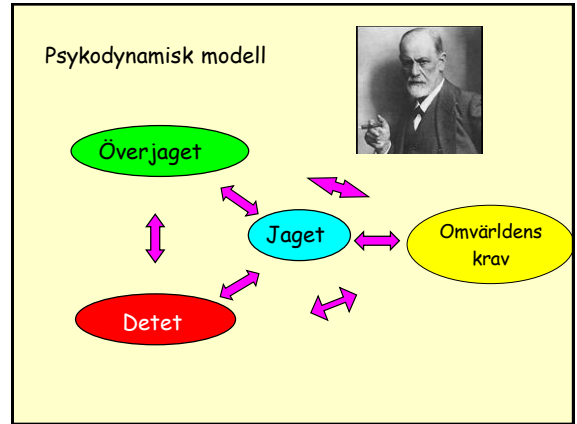 Psykodynamisk modell
Överjaget
Jaget
Omvärldens
krav
Detet